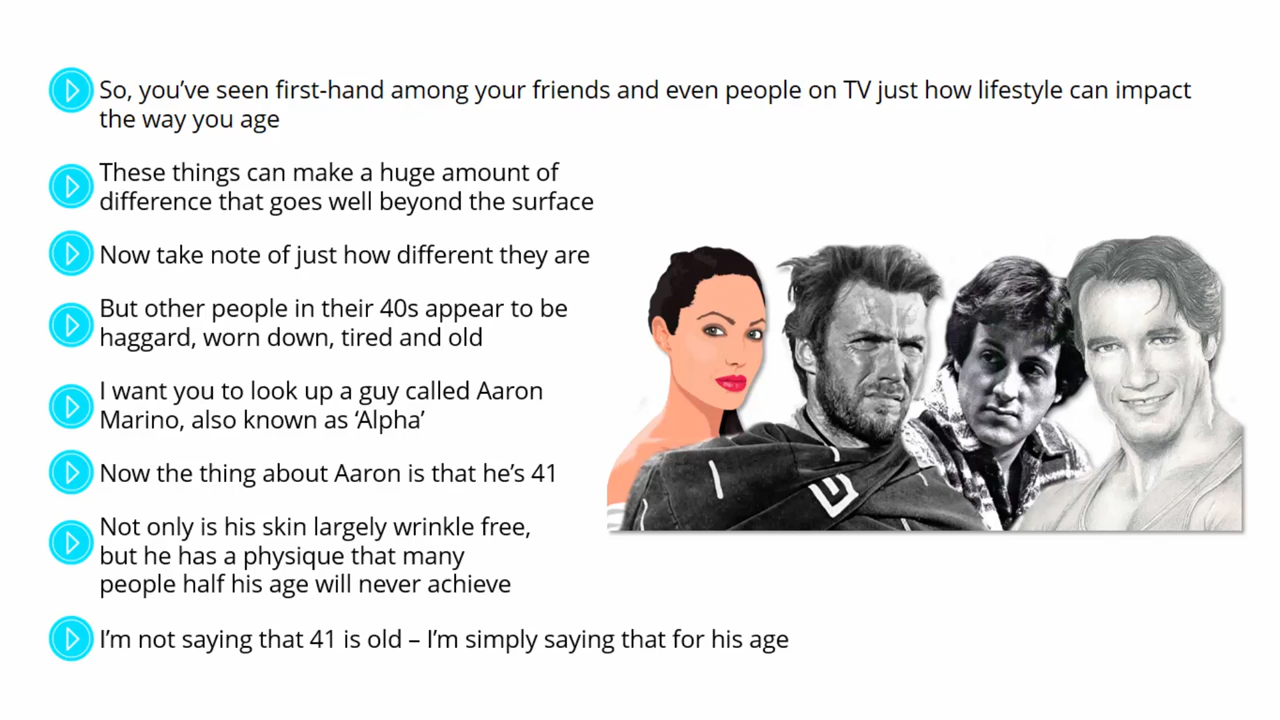 So, you’ve seen first-hand among your friends and even people on TV just how lifestyle can impact
the way you age
These things can make a huge amount of
difference that goes well beyond the surface
Now take note of just how different they are
But other people in their 40s appear to be
haggard, worn down, tired and old
I want you to look up a guy called Aaron
Marino, also known as ‘Alpha’
Now the thing about Aaron is that he’s 41
Not only is his skin largely wrinkle free,
but he has a physique that many
people half his age will never achieve
I’m not saying that 41 is old – I’m simply saying that for his age